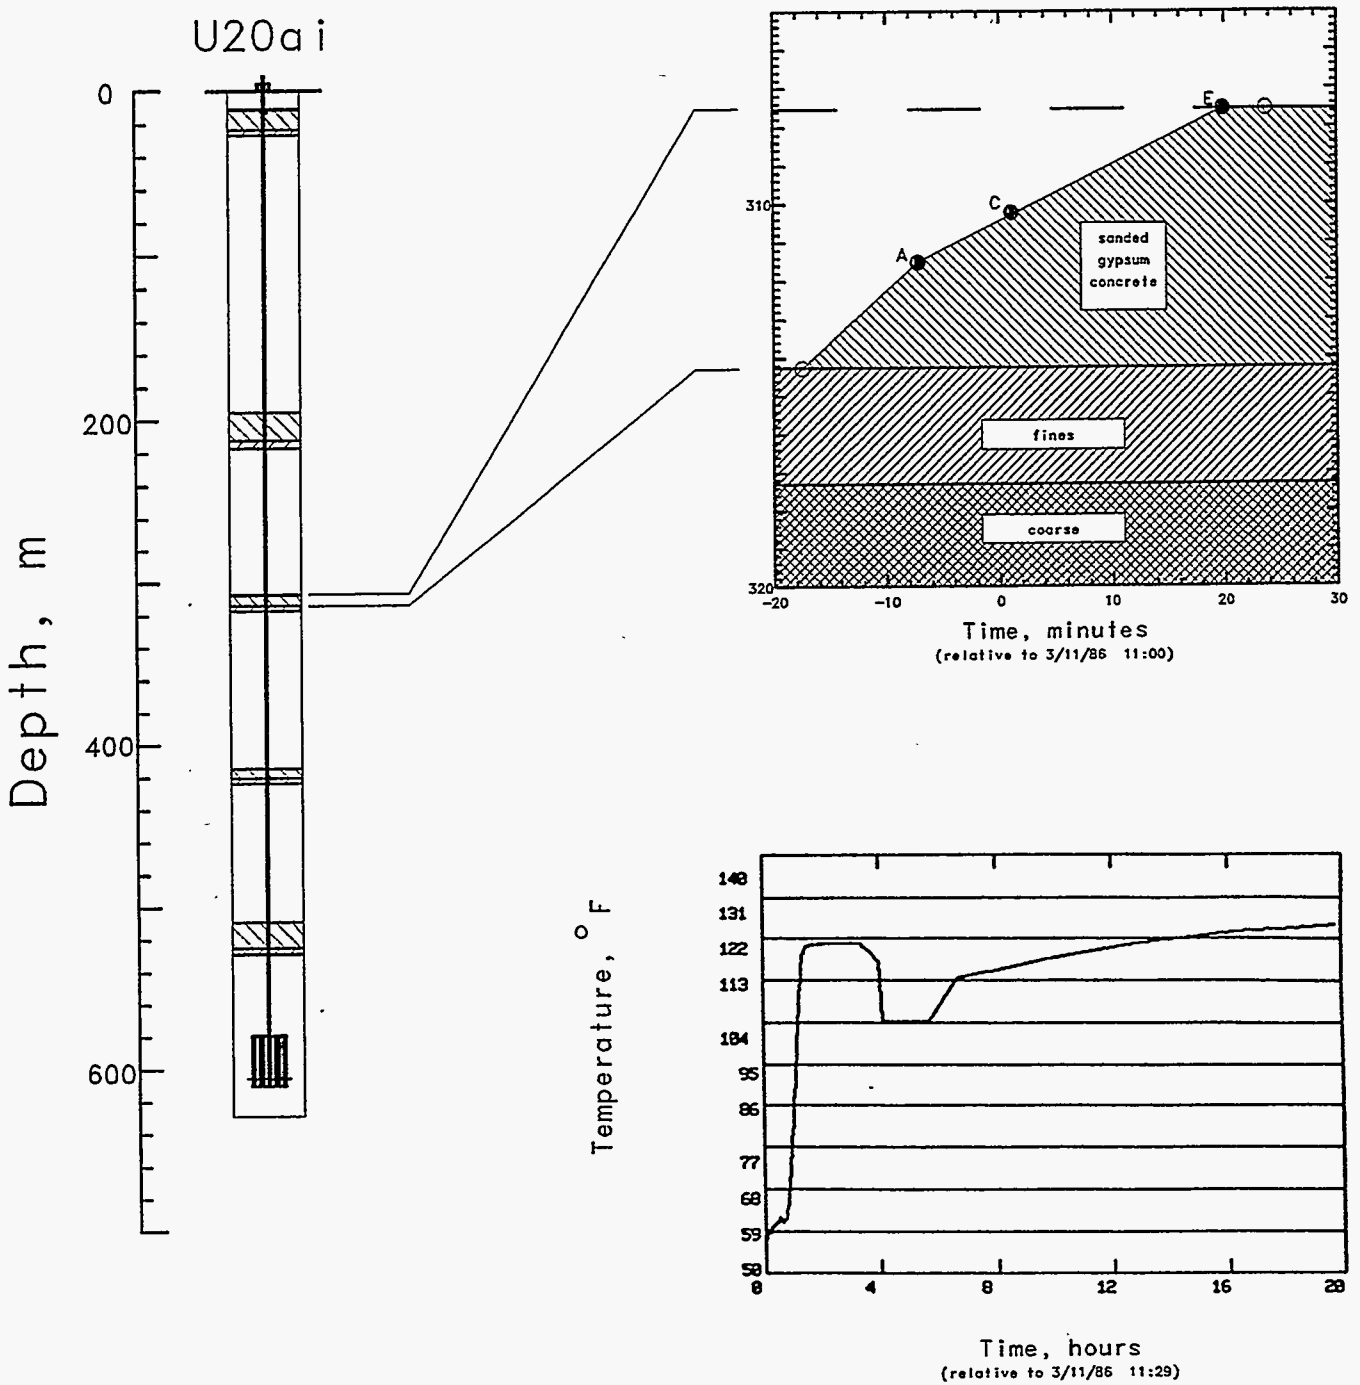 U20ai
0
200
400
600
Depth, m
E
C
A
310
320
sanded
gypsum
concrete
fines
coarse
-20
-10
0
10
20
30
Time, minutes
(relative to 3/11/86 11:00)
Temperature, °F
140
131
122
113
104
95
86
77
68
59
50
0
4
8
12
16
20
Time, hours
(relative to 3/11/86 11:29)